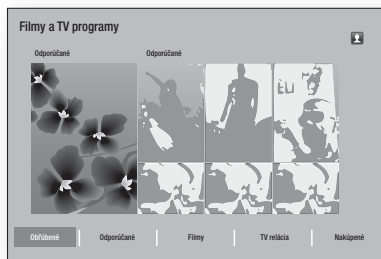 Filmy a TV programy
Odporúčané Odporúčané
Obľúbené Odporúčané Filmy TV relácia Nakúpené